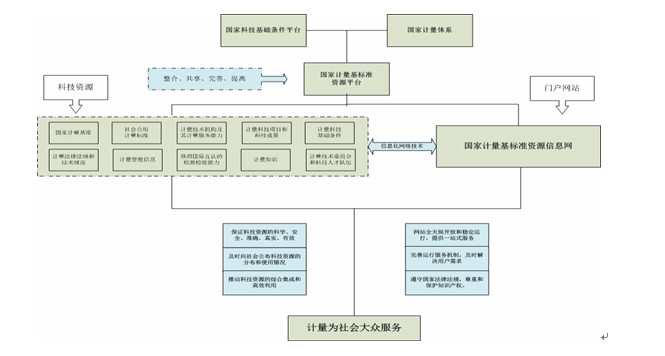 国家科技基础条件平台
国家计量体系
整合、共享、完善、提高
国家计量基标准
资源平台
科技资源
门户网站
国家计量基准
社会公用
计量标准
计量技术机构及
其计量服务能力
计量科技项目和
科技成果
计量科技
基础条件
计量法律法规和
技术规范
计量管理信息
获得国际互认的
检测校准能力
计量知识
计量技术委员会
和科技人才队伍
信息化网络技术
国家计量基标准资源信息网
保证科技资源的科学、安
全、准确、真实、有效
及时向社会公布科技资源的
分布和使用情况
推动科技资源的综合集成和
高效利用
网站全天候开放和稳定运
行，提供一站式服务
完善运行服务机制，及时解
决用户需求
遵守国家法律法规，尊重和
保护知识产权。
计量为社会大众服务